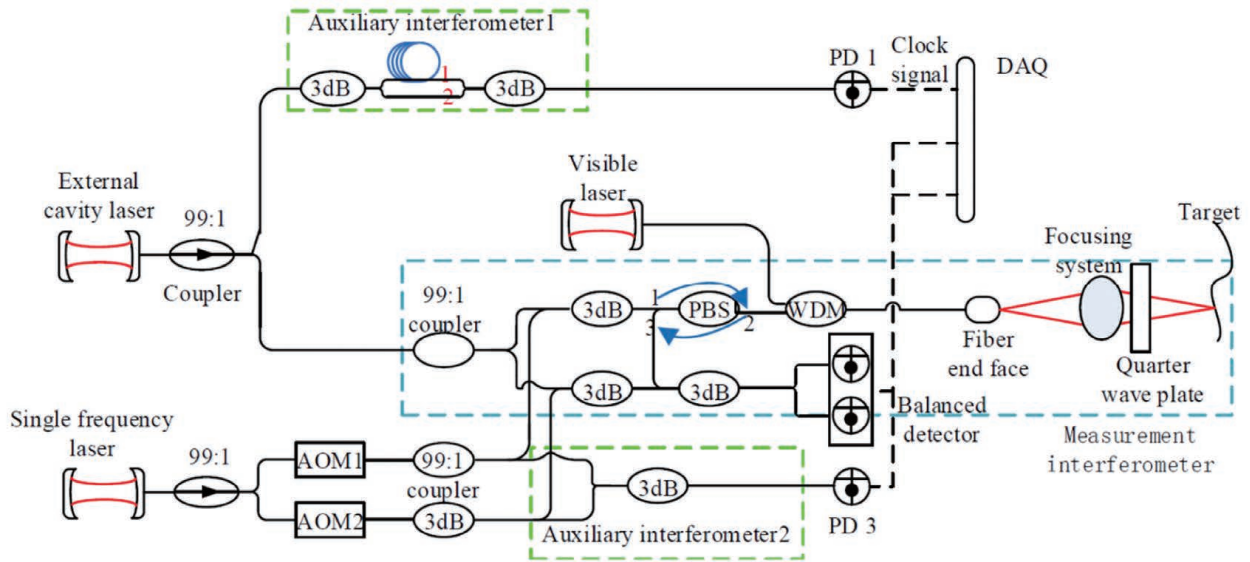 Auxiliary interferometer1
3dB
1
2
3dB
PD 1
Clock
signal
DAQ
External
cavity laser
99:1
Coupler
Visible
laser
Target
Focusing
system
99:1
coupler
3dB
1
PBS
2
3
WDM
Fiber
end face
Quarter
wave plate
3dB
3dB
Balanced
detector
Measurement
interferometer
Single frequency
laser
99:1
AOM1
99:1
coupler
AOM2
3dB
3dB
PD 3
Auxiliary interferometer2